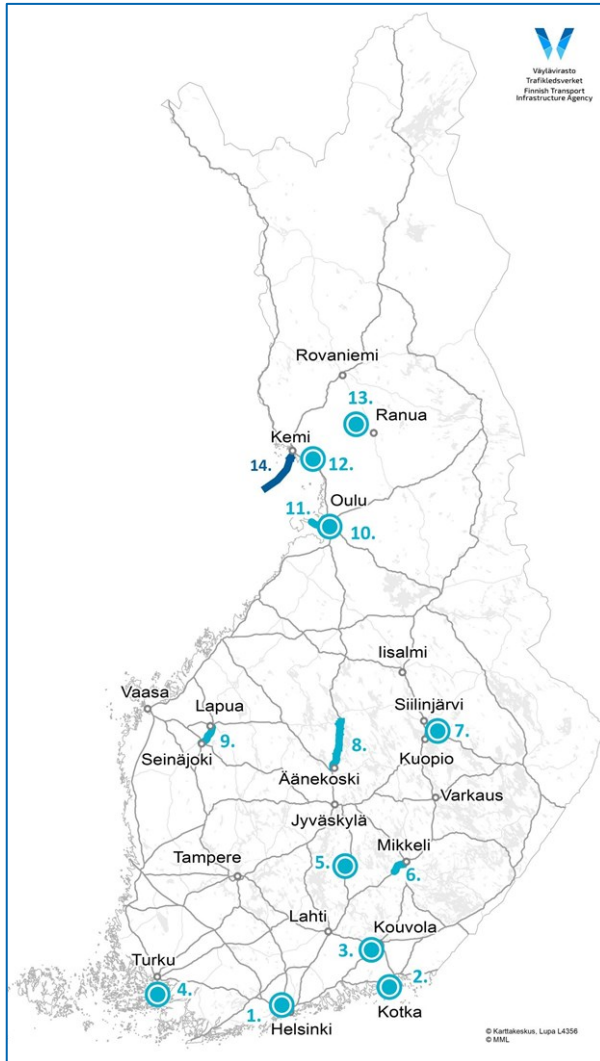 Väylävirasto
Trafikledsverket
Finnish Transport
Infrastructure Agency
Rovaniemi
13.
Ranua
Kemi
14.
12.
Oulu
11.
10.
Iisalmi
Vaasa
Lapua
Siilinjärvi
9.
8.
7.
Seinäjoki
Kuopio
Äänekoski
Varkaus
Jyväskylä
Mikkeli
Tampere
5.
6.
Lahti
Kouvola
3.
Turku
4.
2.
1.
Helsinki
Kotka
© Karttakeskus, Lupa L4356
© MML